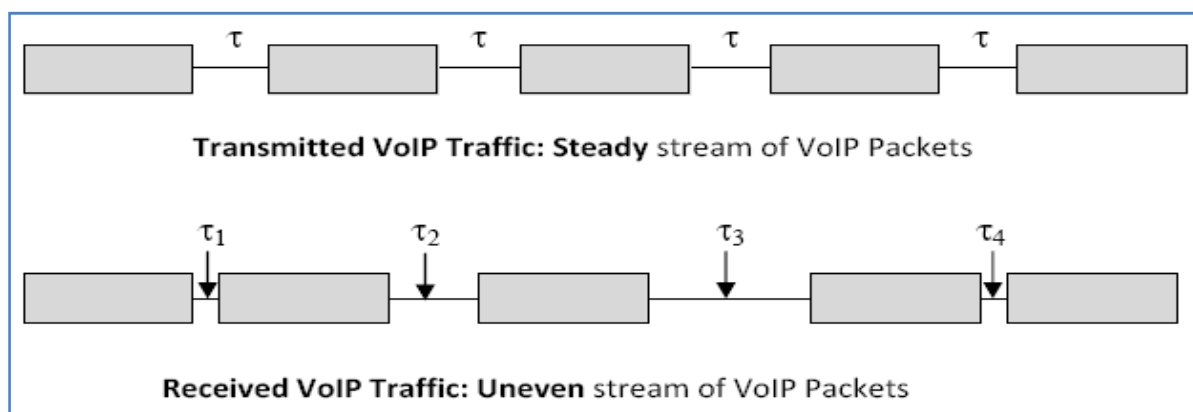 τ τ τ τ
Transmitted VoIP Traffic: Steady stream of VoIP Packets
τ1 τ2 τ3 τ4
Received VoIP Traffic: Uneven stream of VoIP Packets